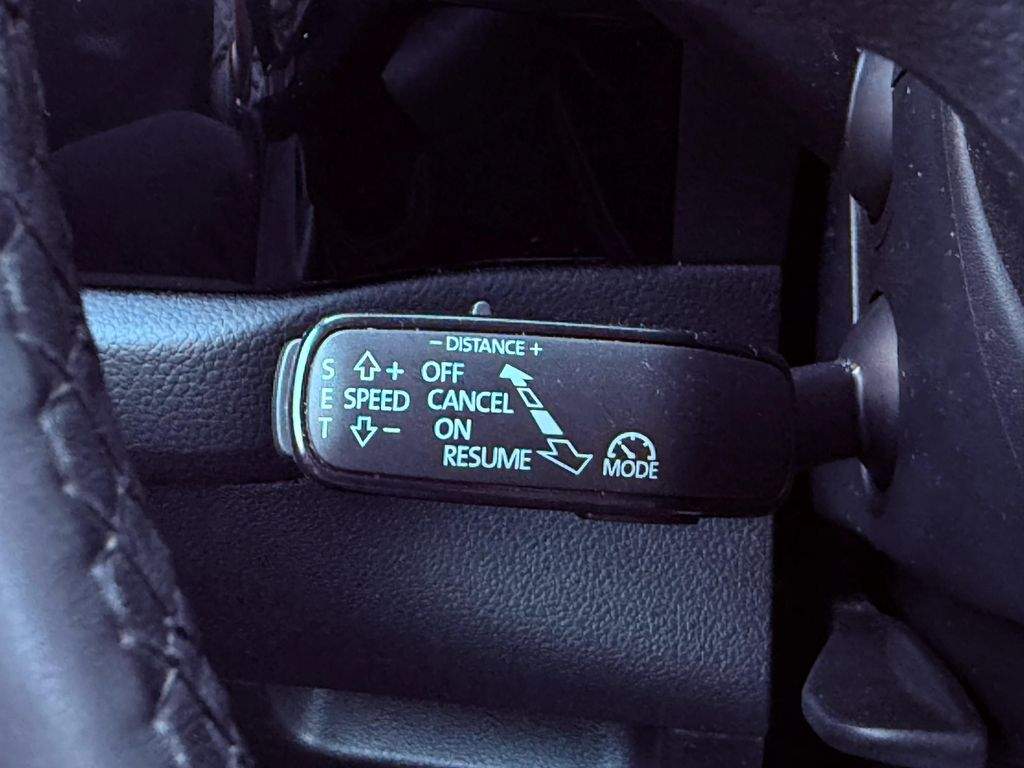 - DISTANCE +
S + OFF
E SPEED CANCEL
T - ON
RESUME
MODE